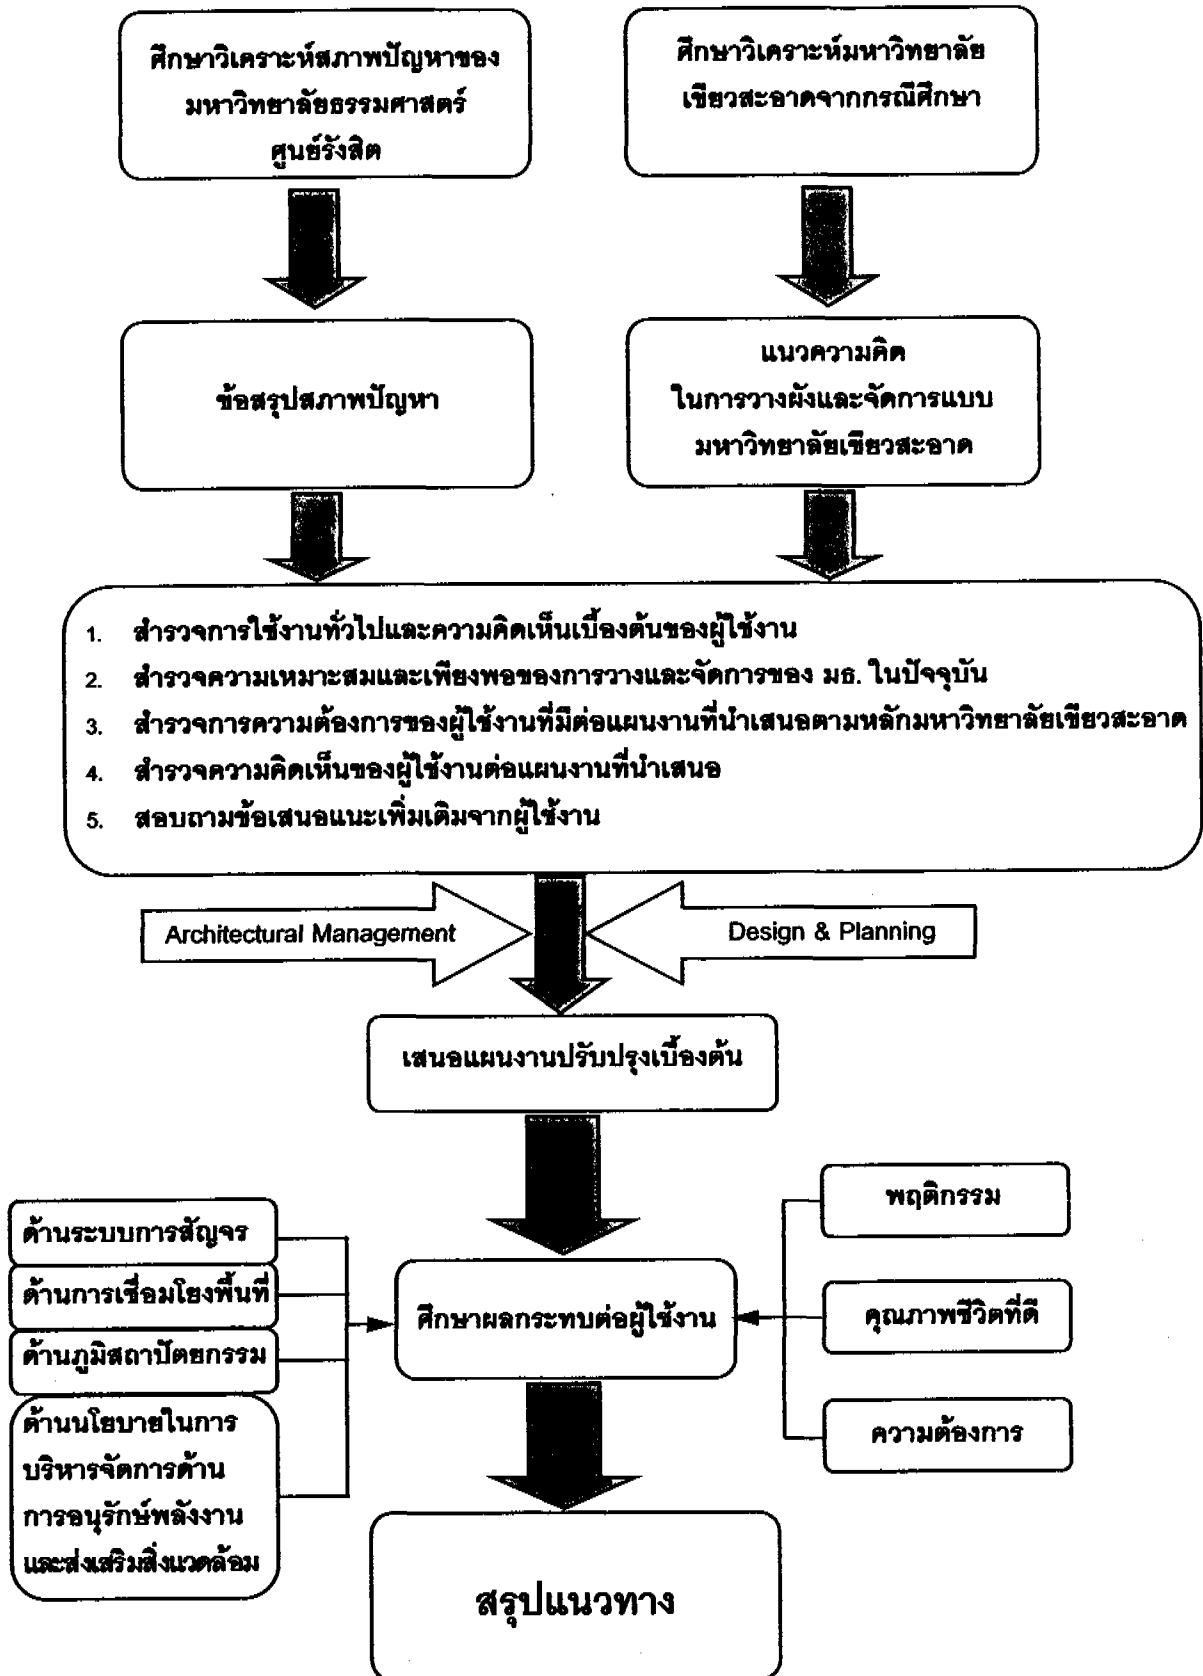 ศึกษาวิเคราะห์สภาพปัญหาของ
มหาวิทยาลัยธรรมศาสตร์
ศูนย์รังสิต
ศึกษาวิเคราะห์มหาวิทยาลัย
เขียวสะอาดจากกรณีศึกษา
ข้อสรุปสภาพปัญหา
แนวความคิด
ในการวางผังและจัดการแบบ
มหาวิทยาลัยเขียวสะอาด
1. สำรวจการใช้งานทั่วไปและความคิดเห็นเบื้องต้นของผู้ใช้งาน
2. สำรวจความเหมาะสมและเพียงพอของการวางและจัดการของ มธ. ในปัจจุบัน
3. สำรวจการความต้องการของผู้ใช้งานที่มีต่อแผนงานที่นำเสนอตามหลักมหาวิทยาลัยเขียวสะอาด
4. สำรวจความคิดเห็นของผู้ใช้งานต่อแผนงานที่นำเสนอ
5. สอบถามข้อเสนอแนะเพิ่มเติมจากผู้ใช้งาน
Architectural Management
Design & Planning
เสนอแผนงานปรับปรุงเบื้องต้น
ด้านระบบการสัญจร
ด้านการเชื่อมโยงพื้นที่
ด้านภูมิสถาปัตยกรรม
ด้านนโยบายในการ
บริหารจัดการด้าน
การอนุรักษ์พลังงาน
และส่งเสริมสิ่งแวดล้อม
ศึกษาผลกระทบต่อผู้ใช้งาน
พฤติกรรม
คุณภาพชีวิตที่ดี
ความต้องการ
สรุปแนวทาง